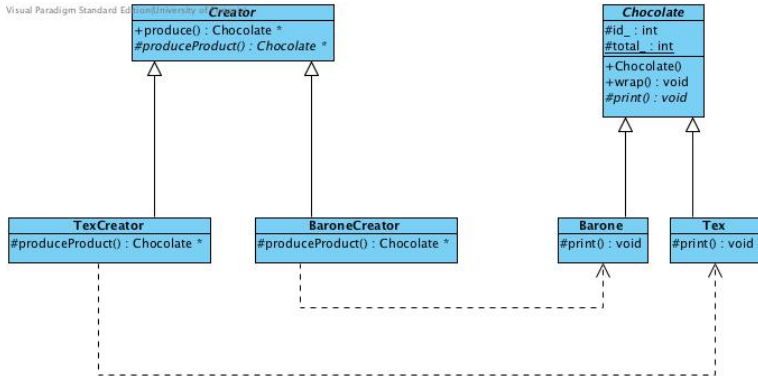 Visual Paradigm Standard Edition(University of
Creator
+produce() : Chocolate *
#produceProduct() : Chocolate *
Chocolate
#id_ : int
#total_ : int
+Chocolate()
+wrap() : void
#print() : void
TexCreator
#produceProduct() : Chocolate *
BaroneCreator
#produceProduct() : Chocolate *
Barone
#print() : void
Tex
#print() : void